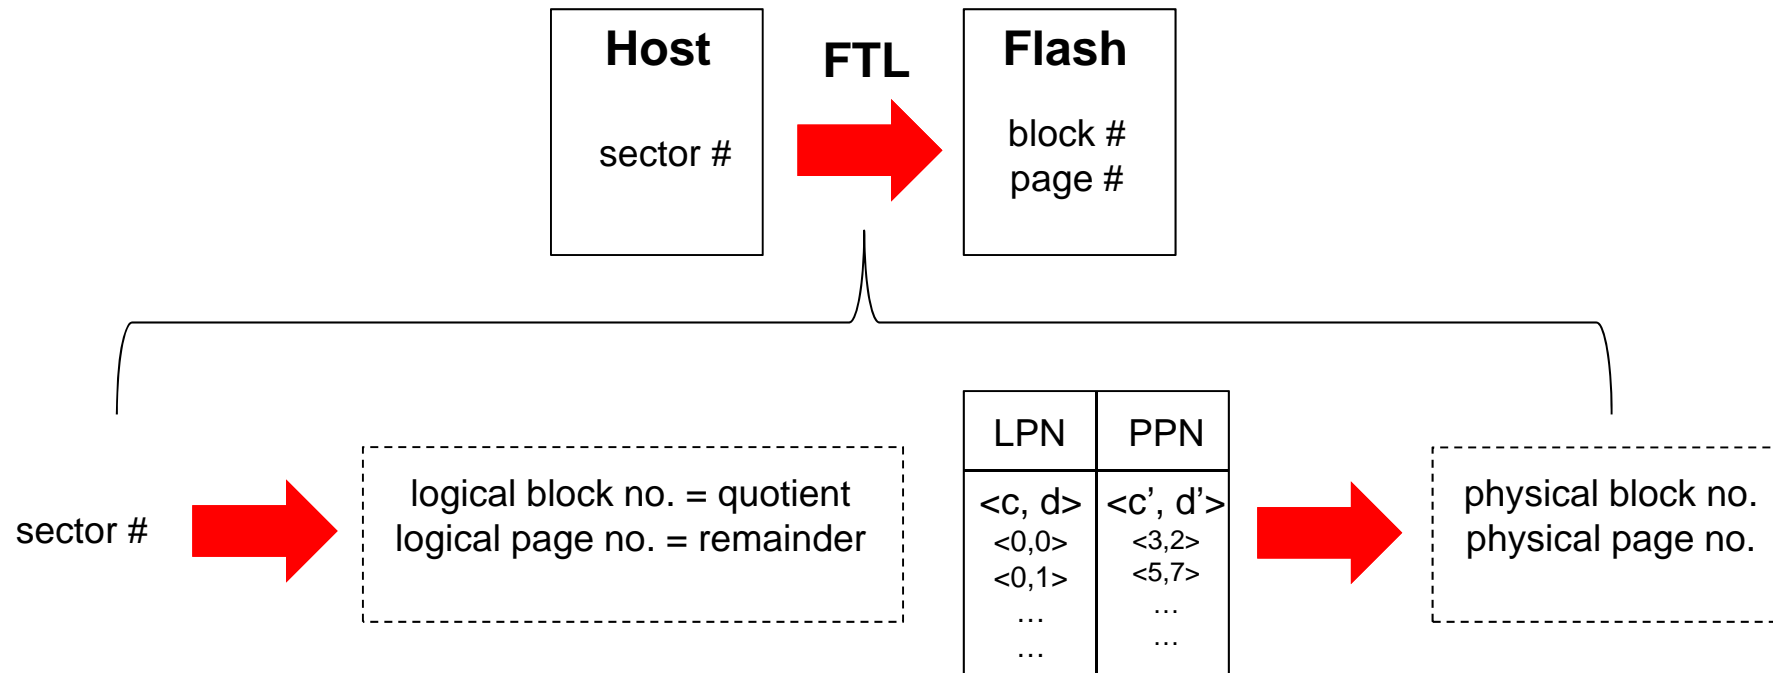 Host
FTL
Flash
sector #
block #
page #
sector #
logical block no. = quotient
logical page no. = remainder
LPN PPN
<c, d> <c’, d’>
<0,0> <3,2>
<0,1> <5,7>
… …
… …
physical block no.
physical page no.